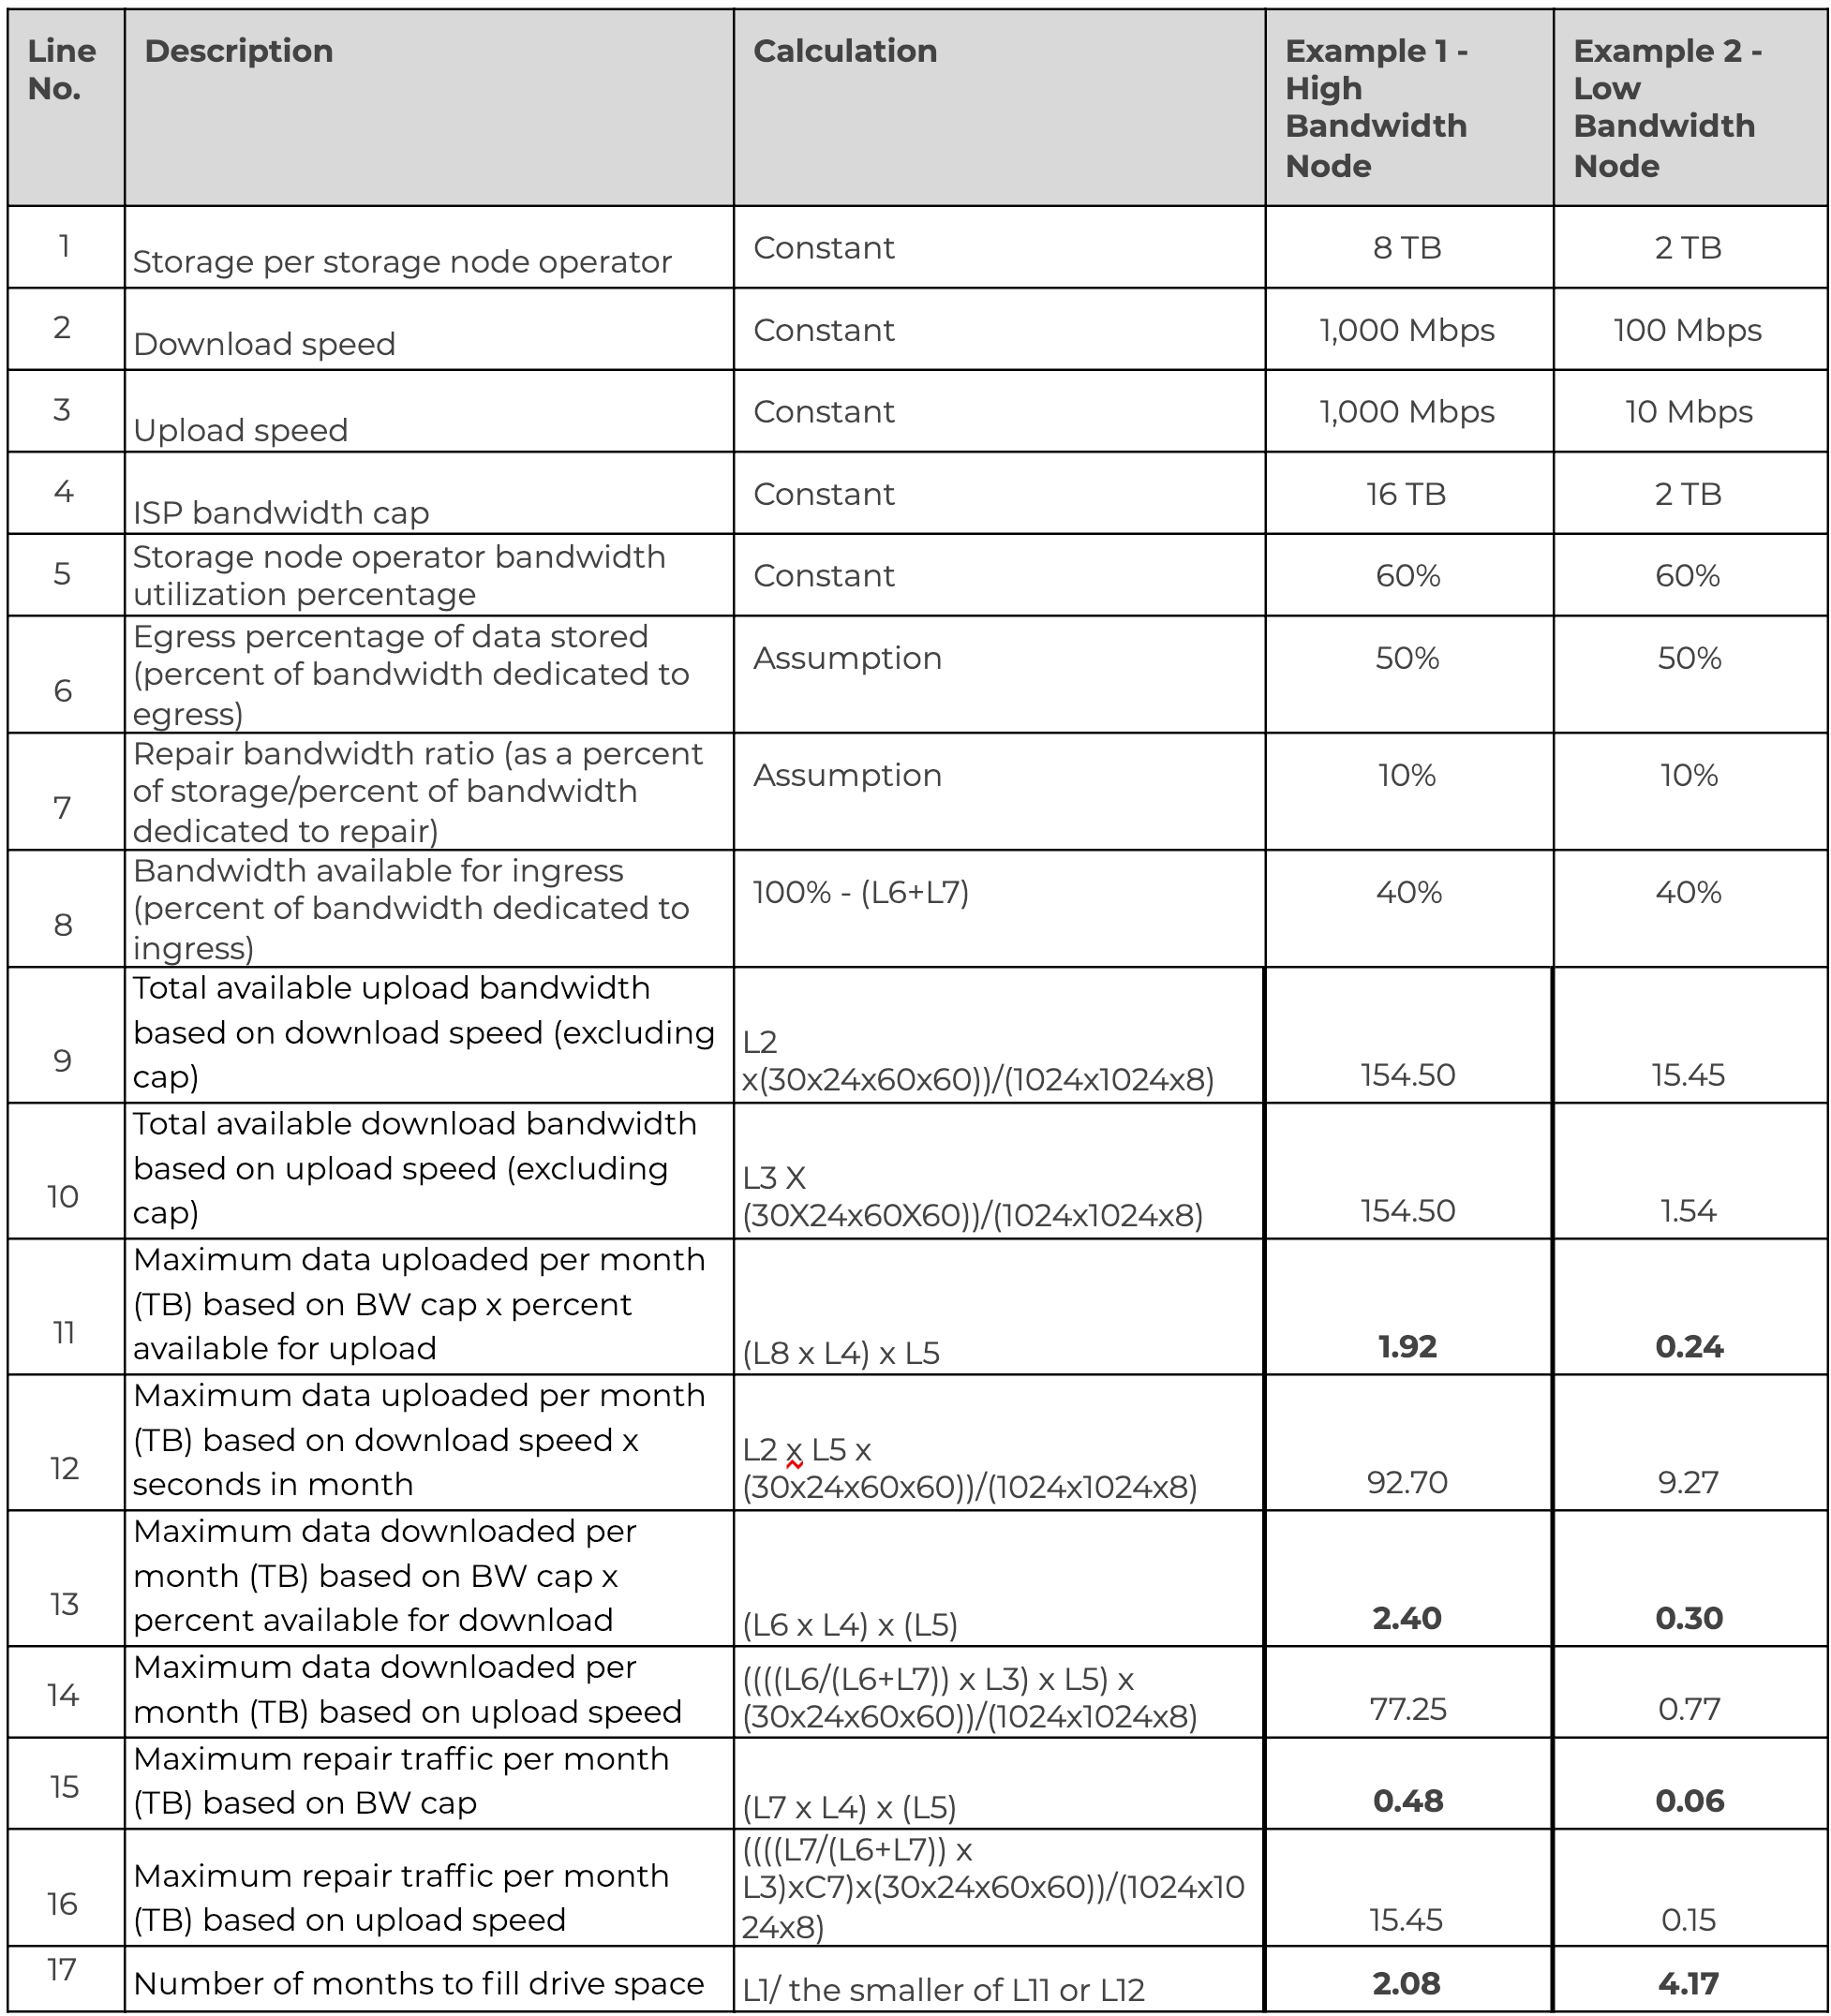 Line No. Description Calculation Example 1 - High Bandwidth Node Example 2 - Low Bandwidth Node
1 Storage per storage node operator Constant 8 TB 2 TB
2 Download speed Constant 1,000 Mbps 100 Mbps
3 Upload speed Constant 1,000 Mbps 10 Mbps
4 ISP bandwidth cap Constant 16 TB 2 TB
5 Storage node operator bandwidth utilization percentage Constant 60% 60%
6 Egress percentage of data stored (percent of bandwidth dedicated to egress) Assumption 50% 50%
7 Repair bandwidth ratio (as a percent of storage/percent of bandwidth dedicated to repair) Assumption 10% 10%
8 Bandwidth available for ingress (percent of bandwidth dedicated to ingress) 100% - (L6+L7) 40% 40%
9 Total available upload bandwidth based on download speed (excluding cap) L2 x(30x24x60x60))/(1024x1024x8) 154.50 15.45
10 Total available download bandwidth based on upload speed (excluding cap) L3 X (30X24x60X60))/(1024x1024x8) 154.50 1.54
11 Maximum data uploaded per month (TB) based on BW cap x percent available for upload (L8 x L4) x L5 1.92 0.24
12 Maximum data uploaded per month (TB) based on download speed x seconds in month L2 x L5 x (30x24x60x60))/(1024x1024x8) 92.70 9.27
13 Maximum data downloaded per month (TB) based on BW cap x percent available for download (L6 x L4) x (L5) 2.40 0.30
14 Maximum data downloaded per month (TB) based on upload speed ((((L6/(L6+L7)) x L3) x L5) x (30x24x60x60))/(1024x1024x8) 77.25 0.77
15 Maximum repair traffic per month (TB) based on BW cap (L7 x L4) x (L5) 0.48 0.06
16 Maximum repair traffic per month (TB) based on upload speed ((((L7/(L6+L7)) x L3)xC7)x(30x24x60x60))/(1024x1024x8) 15.45 0.15
17 Number of months to fill drive space L1/ the smaller of L11 or L12 2.08 4.17